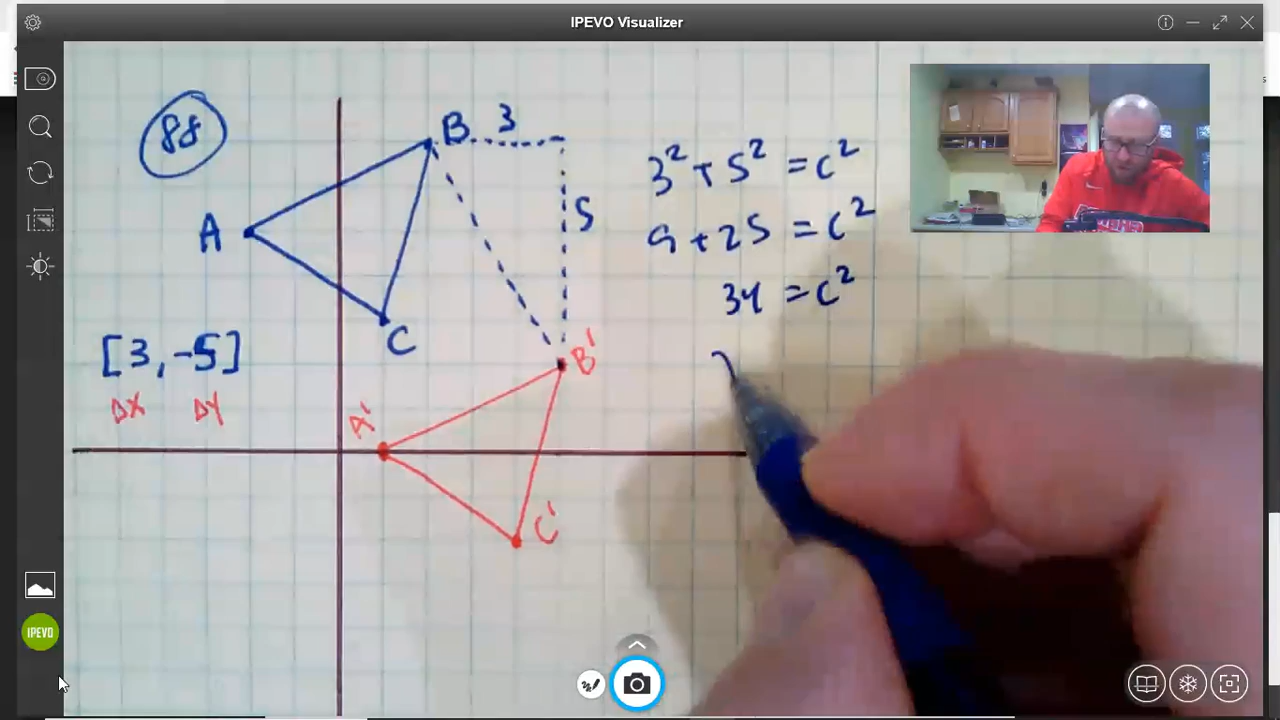 IPEVO Visualizer
88
B 3
3² + 5² = c²
A
5
9 + 25 = c²
34 = c²
C
[3, -5]
B'
ΔX ΔY
A'
C'
IPEVO